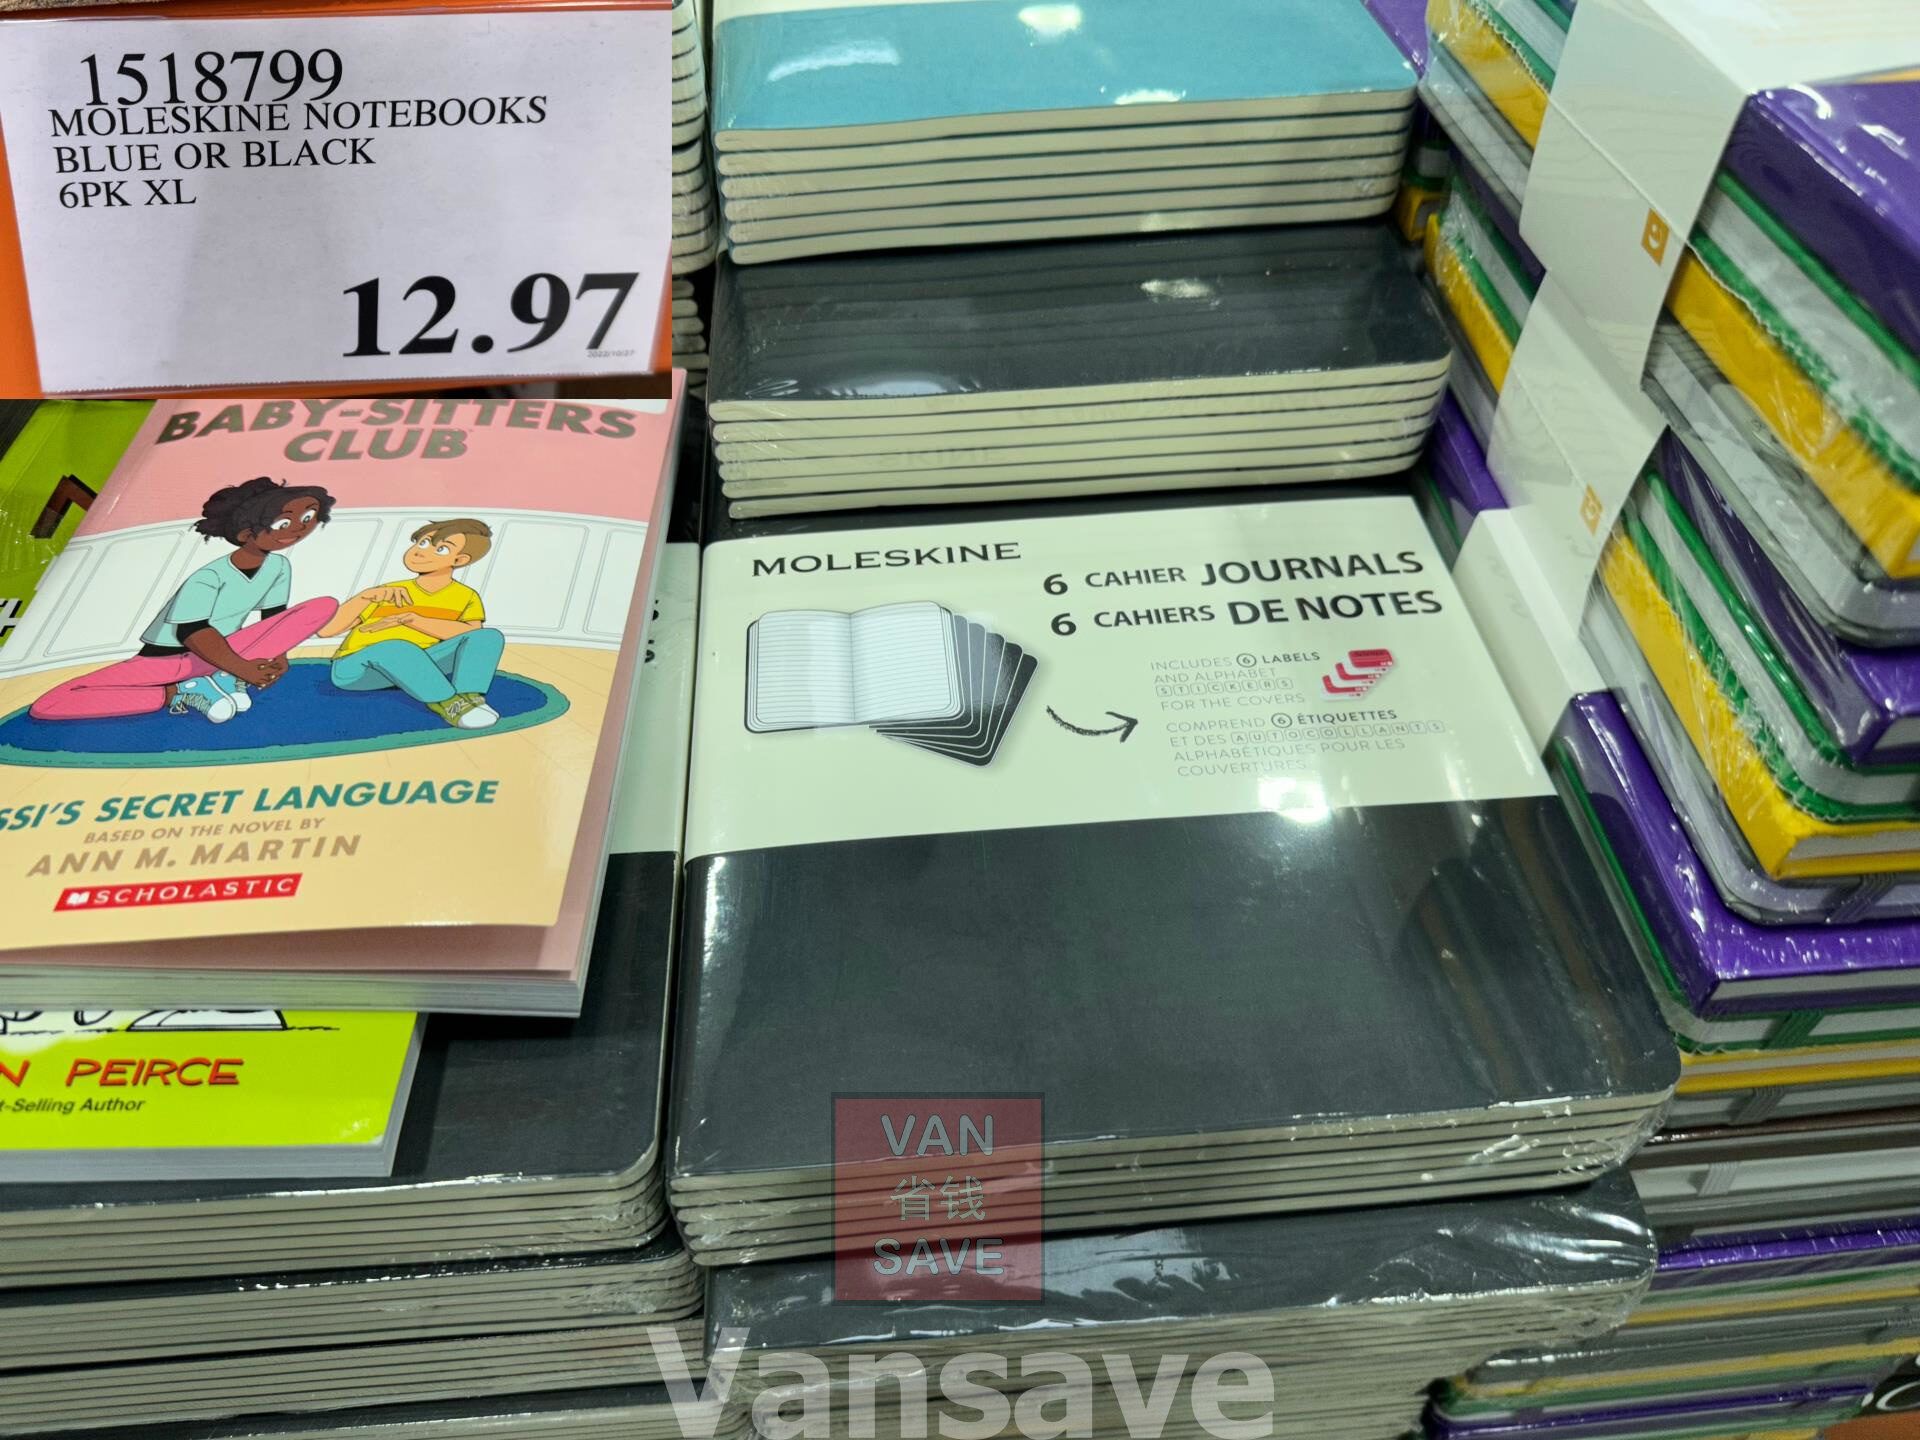 1518799
MOLESKINE NOTEBOOKS
BLUE OR BLACK
6PK XL
12.97
2022/10/27
BABY-SITTERS
CLUB
SSI'S SECRET LANGUAGE
BASED ON THE NOVEL BY
ANN M. MARTIN
SCHOLASTIC
N PEIRCE
t-Selling Author
MOLESKINE
6 CAHIER JOURNALS
6 CAHIERS DE NOTES
INCLUDES 6 LABELS
AND ALPHABET
STICKERS
FOR THE COVERS
COMPREND 6 ÉTIQUETTES
ET DES AUTOCOLLANTS
ALPHABÉTIQUES POUR LES
COUVERTURES
VAN
省钱
SAVE
Vansave